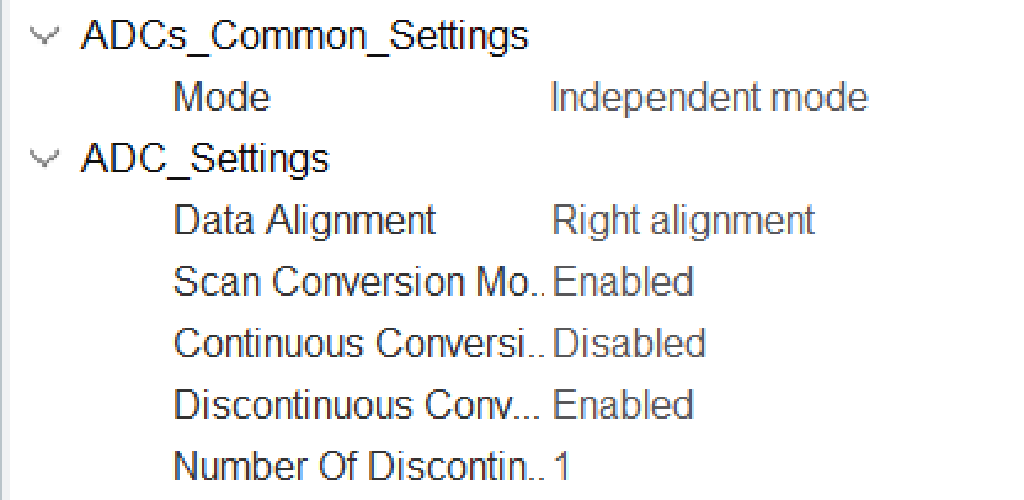 ADCs_Common_Settings
Mode Independent mode
ADC_Settings
Data Alignment Right alignment
Scan Conversion Mo.. Enabled
Continuous Conversi.. Disabled
Discontinuous Conv... Enabled
Number Of Discontin.. 1